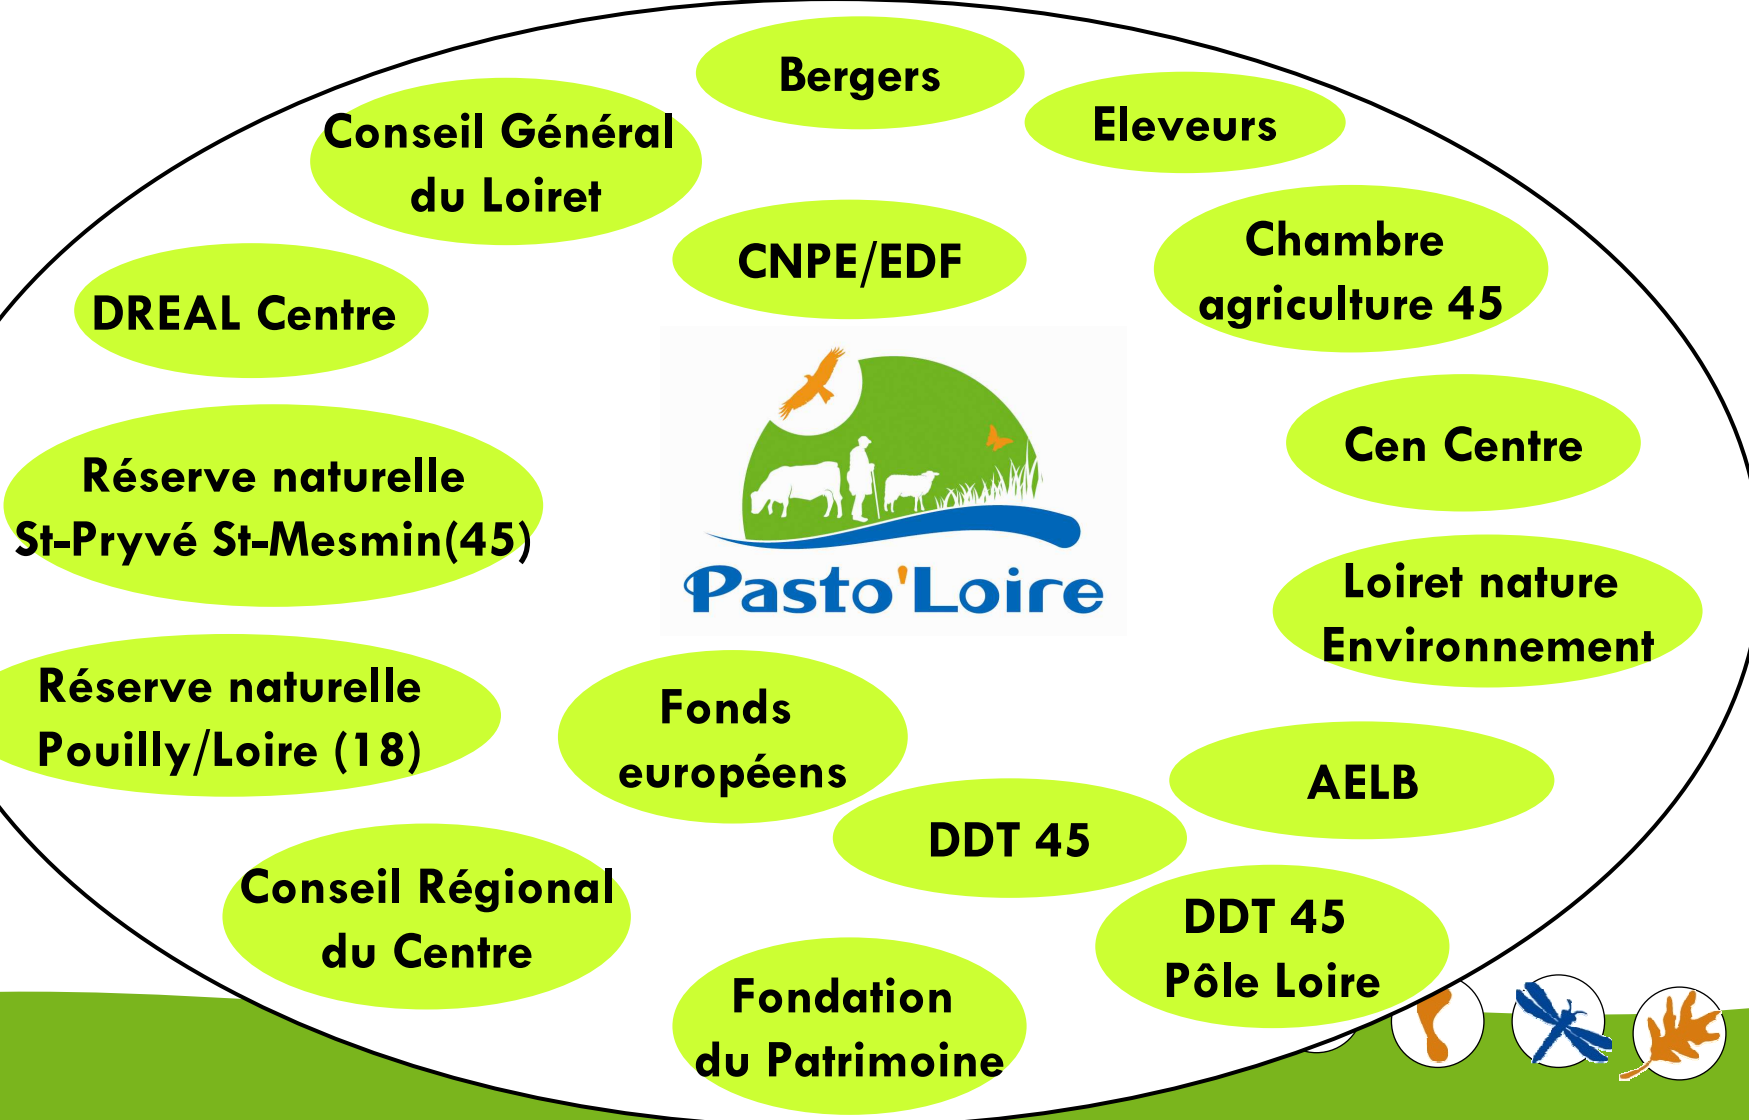 Bergers
Eleveurs
Conseil Général
du Loiret
CNPE/EDF
Chambre
agriculture 45
DREAL Centre
Cen Centre
Réserve naturelle
St-Pryvé St-Mesmin(45)
Pasto'Loire
Loiret nature
Environnement
Réserve naturelle
Pouilly/Loire (18)
Fonds
européens
AELB
DDT 45
Conseil Régional
du Centre
DDT 45
Pôle Loire
Fondation
du Patrimoine